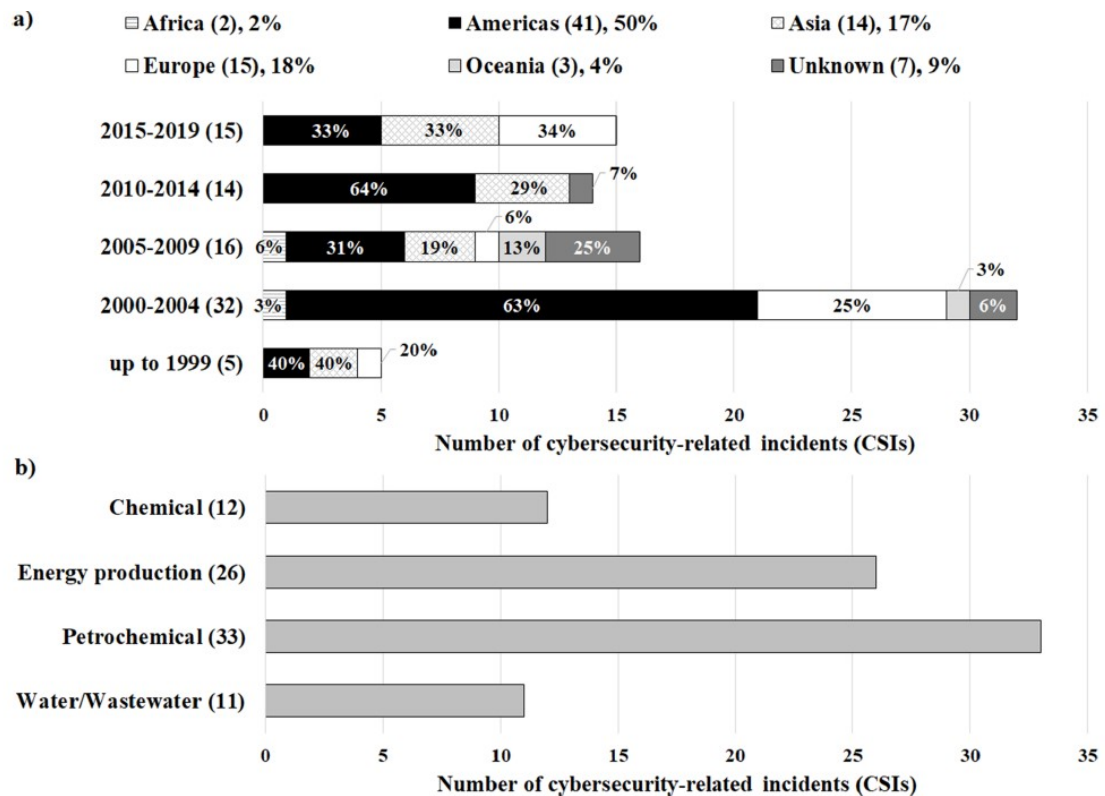 a)
Africa (2), 2% Americas (41), 50% Asia (14), 17%
Europe (15), 18% Oceania (3), 4% Unknown (7), 9%
2015-2019 (15) 33% 33% 34%
2010-2014 (14) 64% 29% 7%
6%
2005-2009 (16) 6% 31% 19% 13% 25%
3%
2000-2004 (32) 3% 63% 25% 6%
up to 1999 (5) 40% 40% 20%
0 5 10 15 20 25 30 35
Number of cybersecurity-related incidents (CSIs)
b)
Chemical (12)
Energy production (26)
Petrochemical (33)
Water/Wastewater (11)
0 5 10 15 20 25 30 35
Number of cybersecurity-related incidents (CSIs)